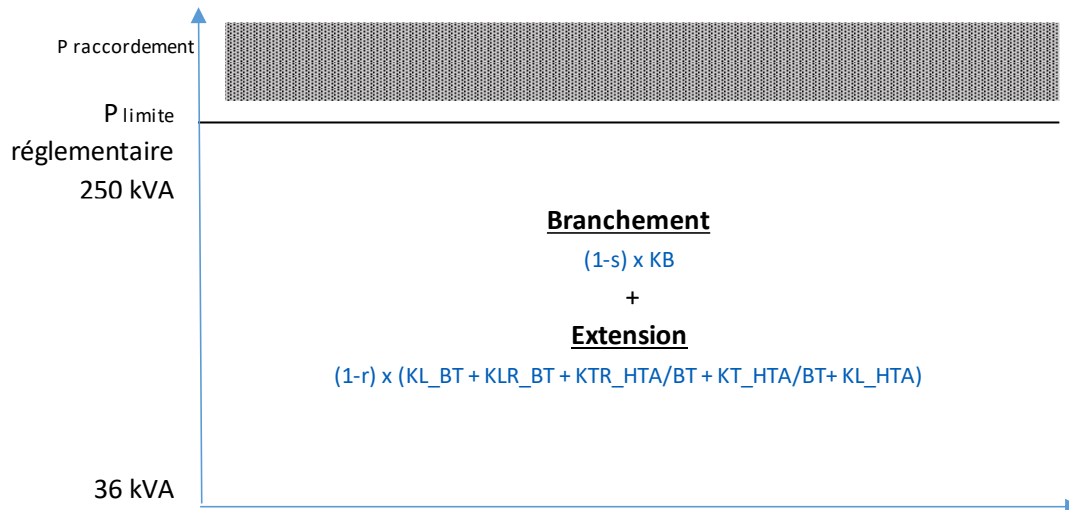 P raccordement
P limite
réglementaire
250 kVA
Branchement
(1-s) x KB
+
Extension
(1-r) x (KL_BT + KLR_BT + KTR_HTA/BT + KT_HTA/BT+ KL_HTA)
36 kVA